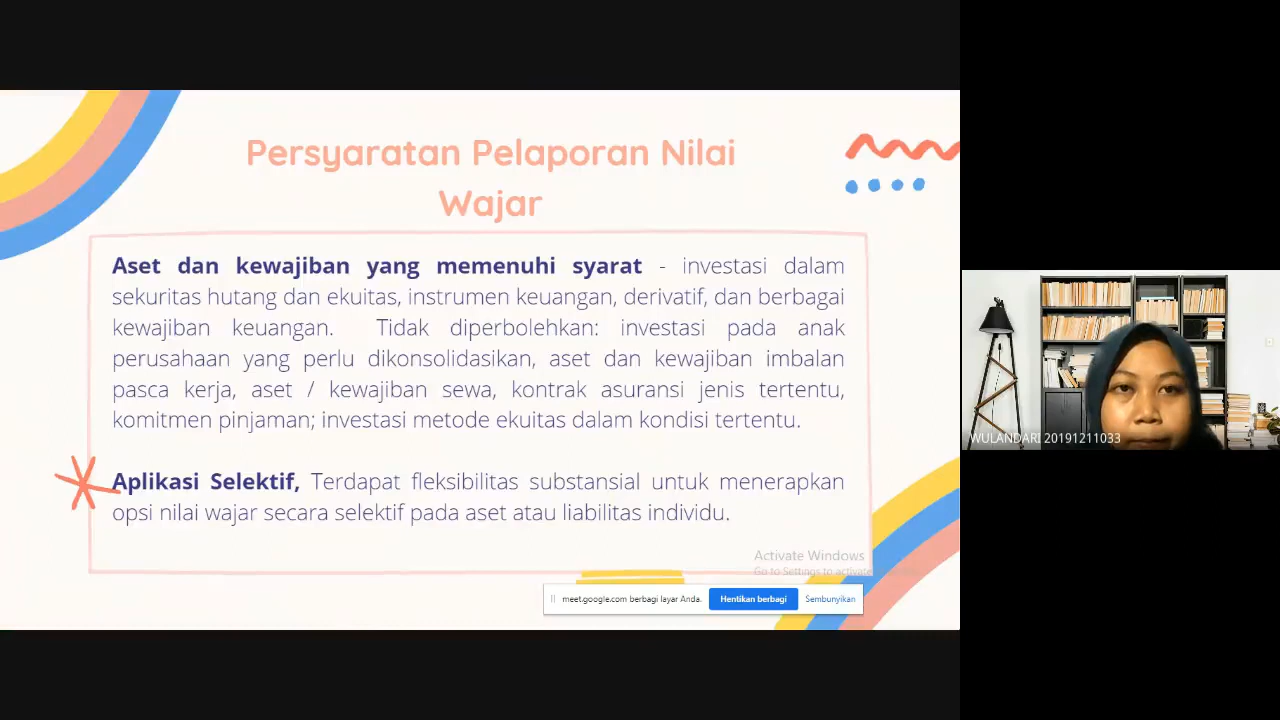 Persyaratan Pelaporan Nilai
Wajar
Aset dan kewajiban yang memenuhi syarat - investasi dalam
sekuritas hutang dan ekuitas, instrumen keuangan, derivatif, dan berbagai
kewajiban keuangan. Tidak diperbolehkan: investasi pada anak
perusahaan yang perlu dikonsolidasikan, aset dan kewajiban imbalan
pasca kerja, aset / kewajiban sewa, kontrak asuransi jenis tertentu,
komitmen pinjaman; investasi metode ekuitas dalam kondisi tertentu.
Aplikasi Selektif, Terdapat fleksibilitas substansial untuk menerapkan
opsi nilai wajar secara selektif pada aset atau liabilitas individu.
Activate Windows
Go to Settings to activate
meet.google.com berbagi layar Anda.
Hentikan berbagi
Sembunyikan
WULANDARI 20191211033